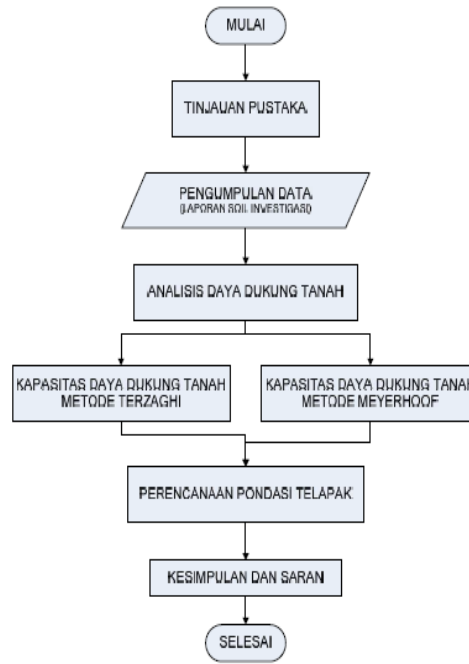 MULAI
TINJAUAN PUSTAKA
PENGUMPULAN DATA
(LAPORAN SOIL INVESTIGASI)
ANALISIS DAYA DUKUNG TANAH
KAPASITAS DAYA DUKUNG TANAH
METODE TERZAGHI
KAPASITAS DAYA DUKUNG TANAH
METODE MEYERHOOF
PERENCANAAN PONDASI TELAPAK
KESIMPULAN DAN SARAN
SELESAI